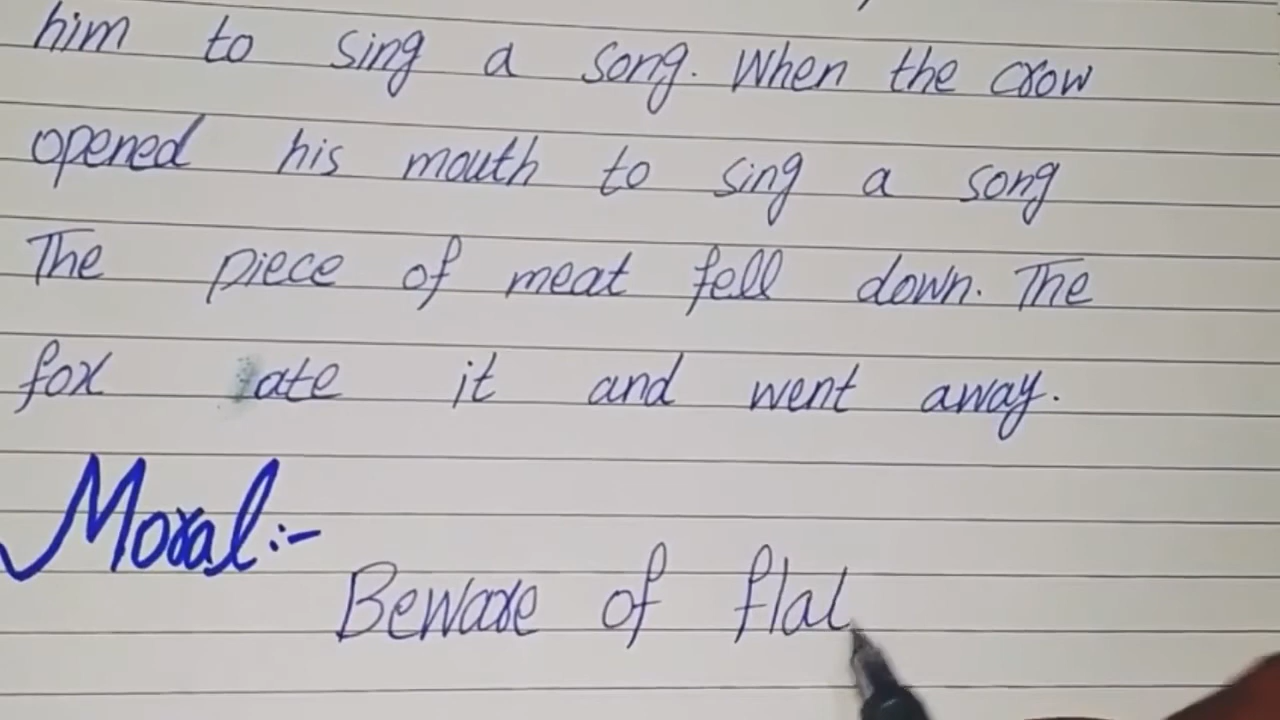 him to sing a song. When the crow
opened his mouth to sing a song
The piece of meat fell down. The
fox ate it and went away.
Moral:-
Beware of flat